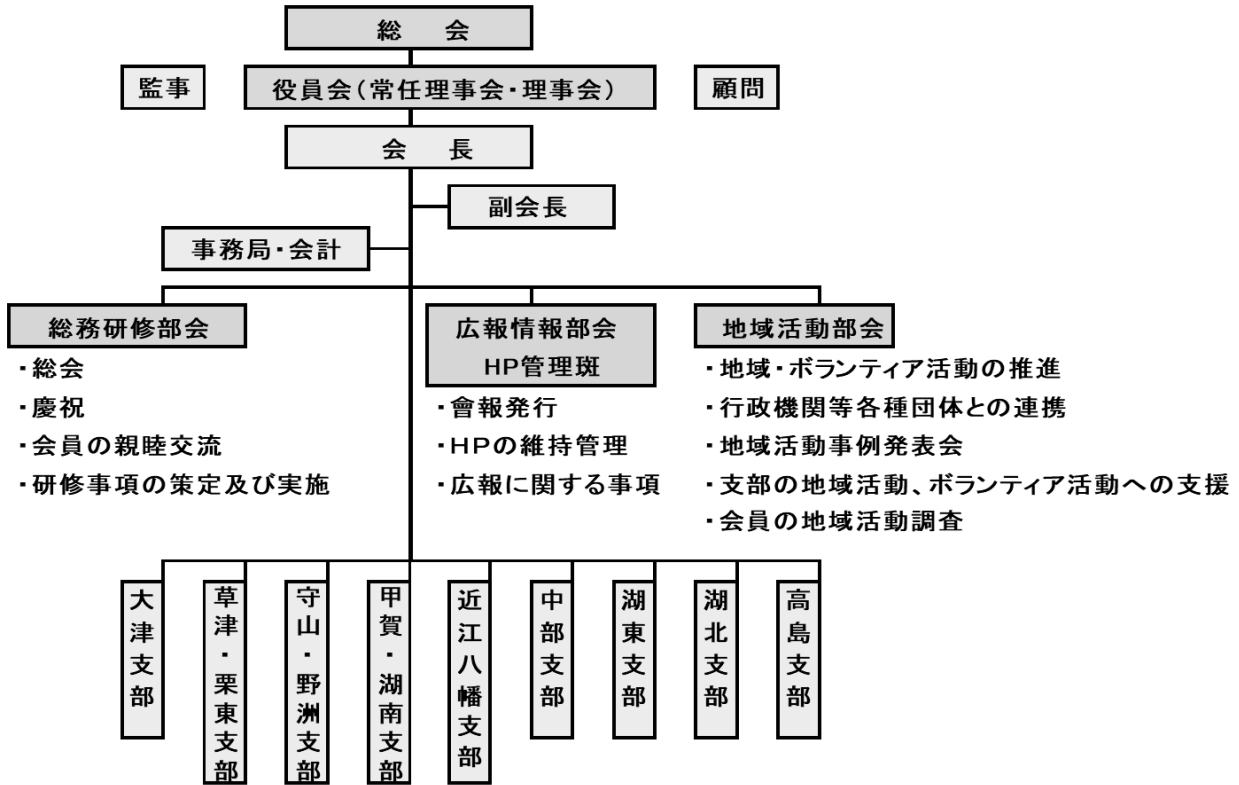 総　会
監事
役員会(常任理事会・理事会)
顧問
会　長
副会長
事務局・会計
総務研修部会
・総会
・慶祝
・会員の親睦交流
・研修事項の策定及び実施
広報情報部会
HP管理斑
・會報発行
・HPの維持管理
・広報に関する事項
地域活動部会
・地域・ボランティア活動の推進
・行政機関等各種団体との連携
・地域活動事例発表会
・支部の地域活動、ボランティア活動への支援
・会員の地域活動調査
大津支部
草津・栗東支部
守山・野洲支部
甲賀・湖南支部
近江八幡支部
中部支部
湖東支部
湖北支部
高島支部